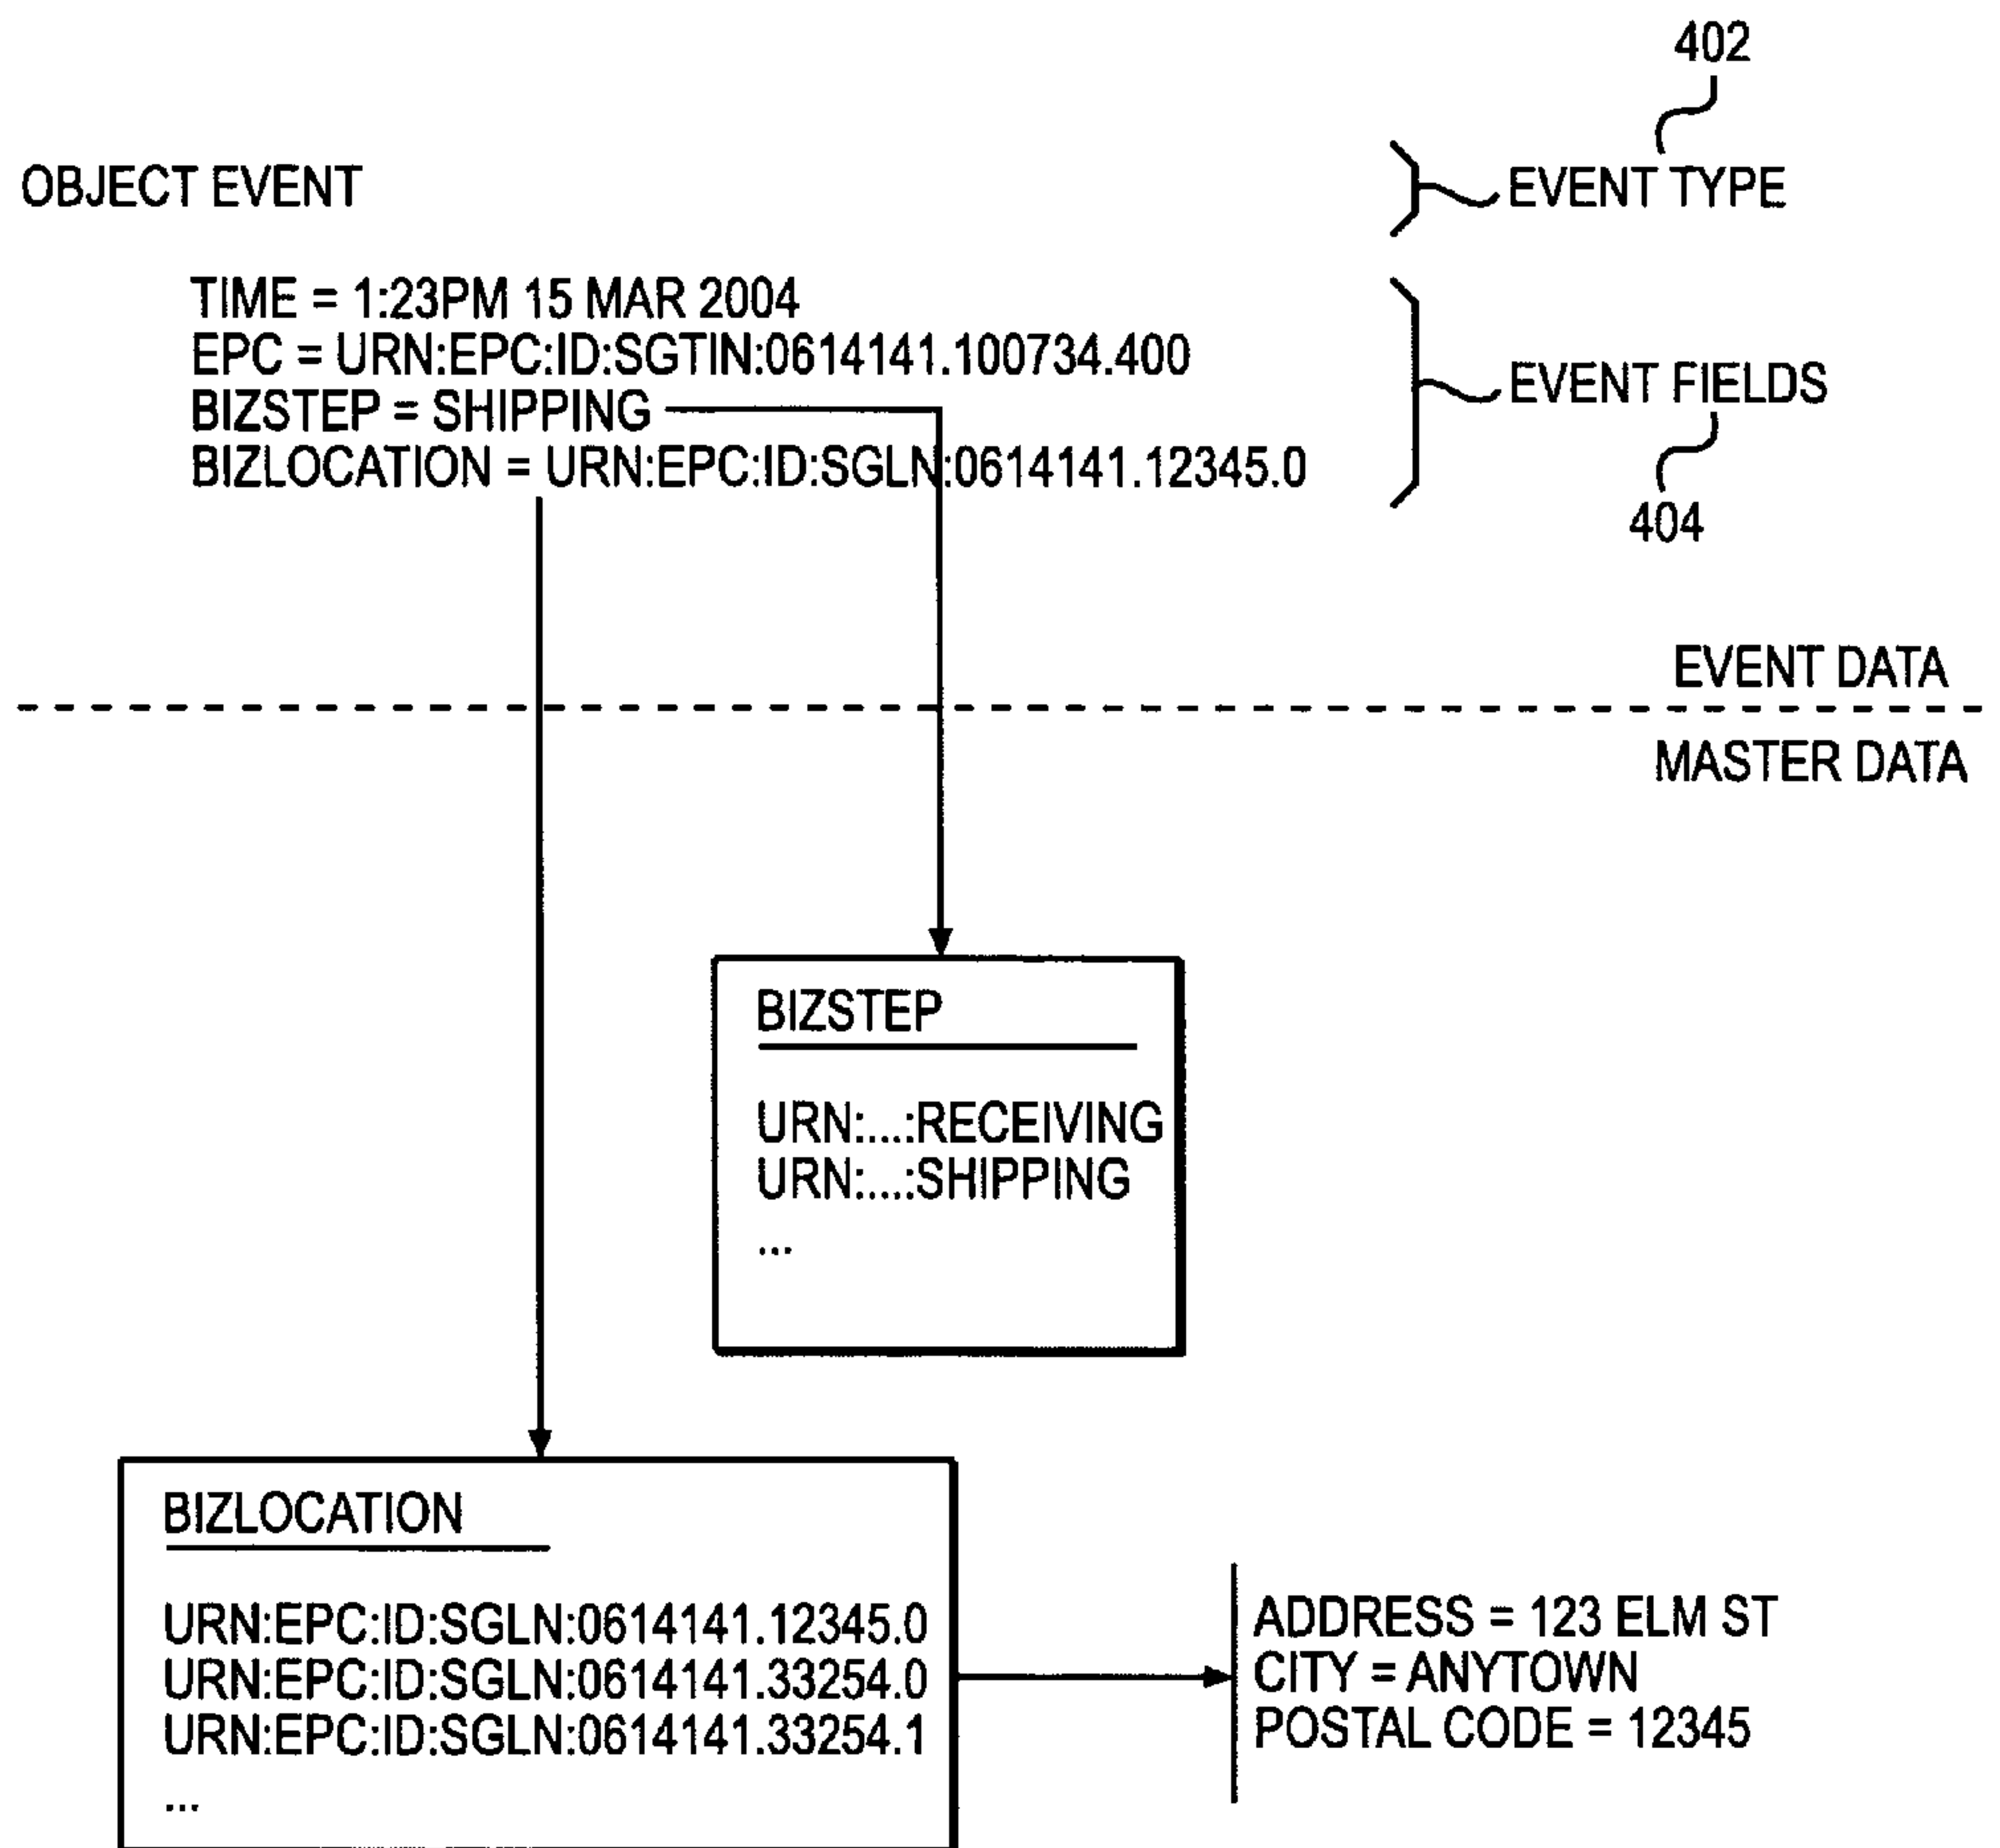 402
OBJECT EVENT
EVENT TYPE
TIME = 1:23PM 15 MAR 2004
EPC = URN:EPC:ID:SGTIN:0614141.100734.400
BIZSTEP = SHIPPING
BIZLOCATION = URN:EPC:ID:SGLN:0614141.12345.0
EVENT FIELDS
404
EVENT DATA
MASTER DATA
BIZSTEP
URN:...:RECEIVING
URN:...:SHIPPING
...
BIZLOCATION
URN:EPC:ID:SGLN:0614141.12345.0
URN:EPC:ID:SGLN:0614141.33254.0
URN:EPC:ID:SGLN:0614141.33254.1
...
ADDRESS = 123 ELM ST
CITY = ANYTOWN
POSTAL CODE = 12345